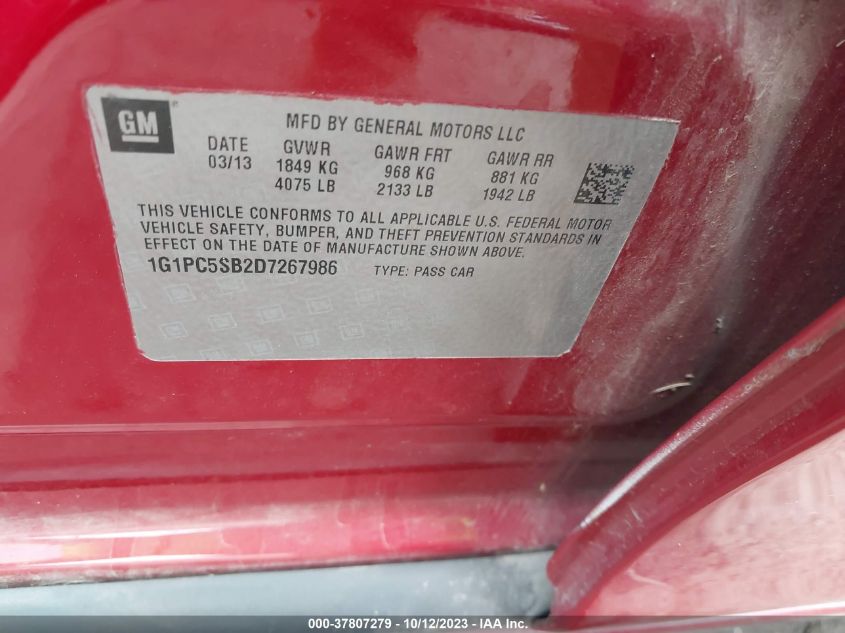 GM
MFD BY GENERAL MOTORS LLC
DATE GVWR GAWR FRT GAWR RR
03/13 1849 KG 968 KG 881 KG
4075 LB 2133 LB 1942 LB
THIS VEHICLE CONFORMS TO ALL APPLICABLE U.S. FEDERAL MOTOR
VEHICLE SAFETY, BUMPER, AND THEFT PREVENTION STANDARDS IN
EFFECT ON THE DATE OF MANUFACTURE SHOWN ABOVE.
1G1PC5SB2D7267986 TYPE: PASS CAR
000-37807279 - 10/12/2023 - IAA Inc.